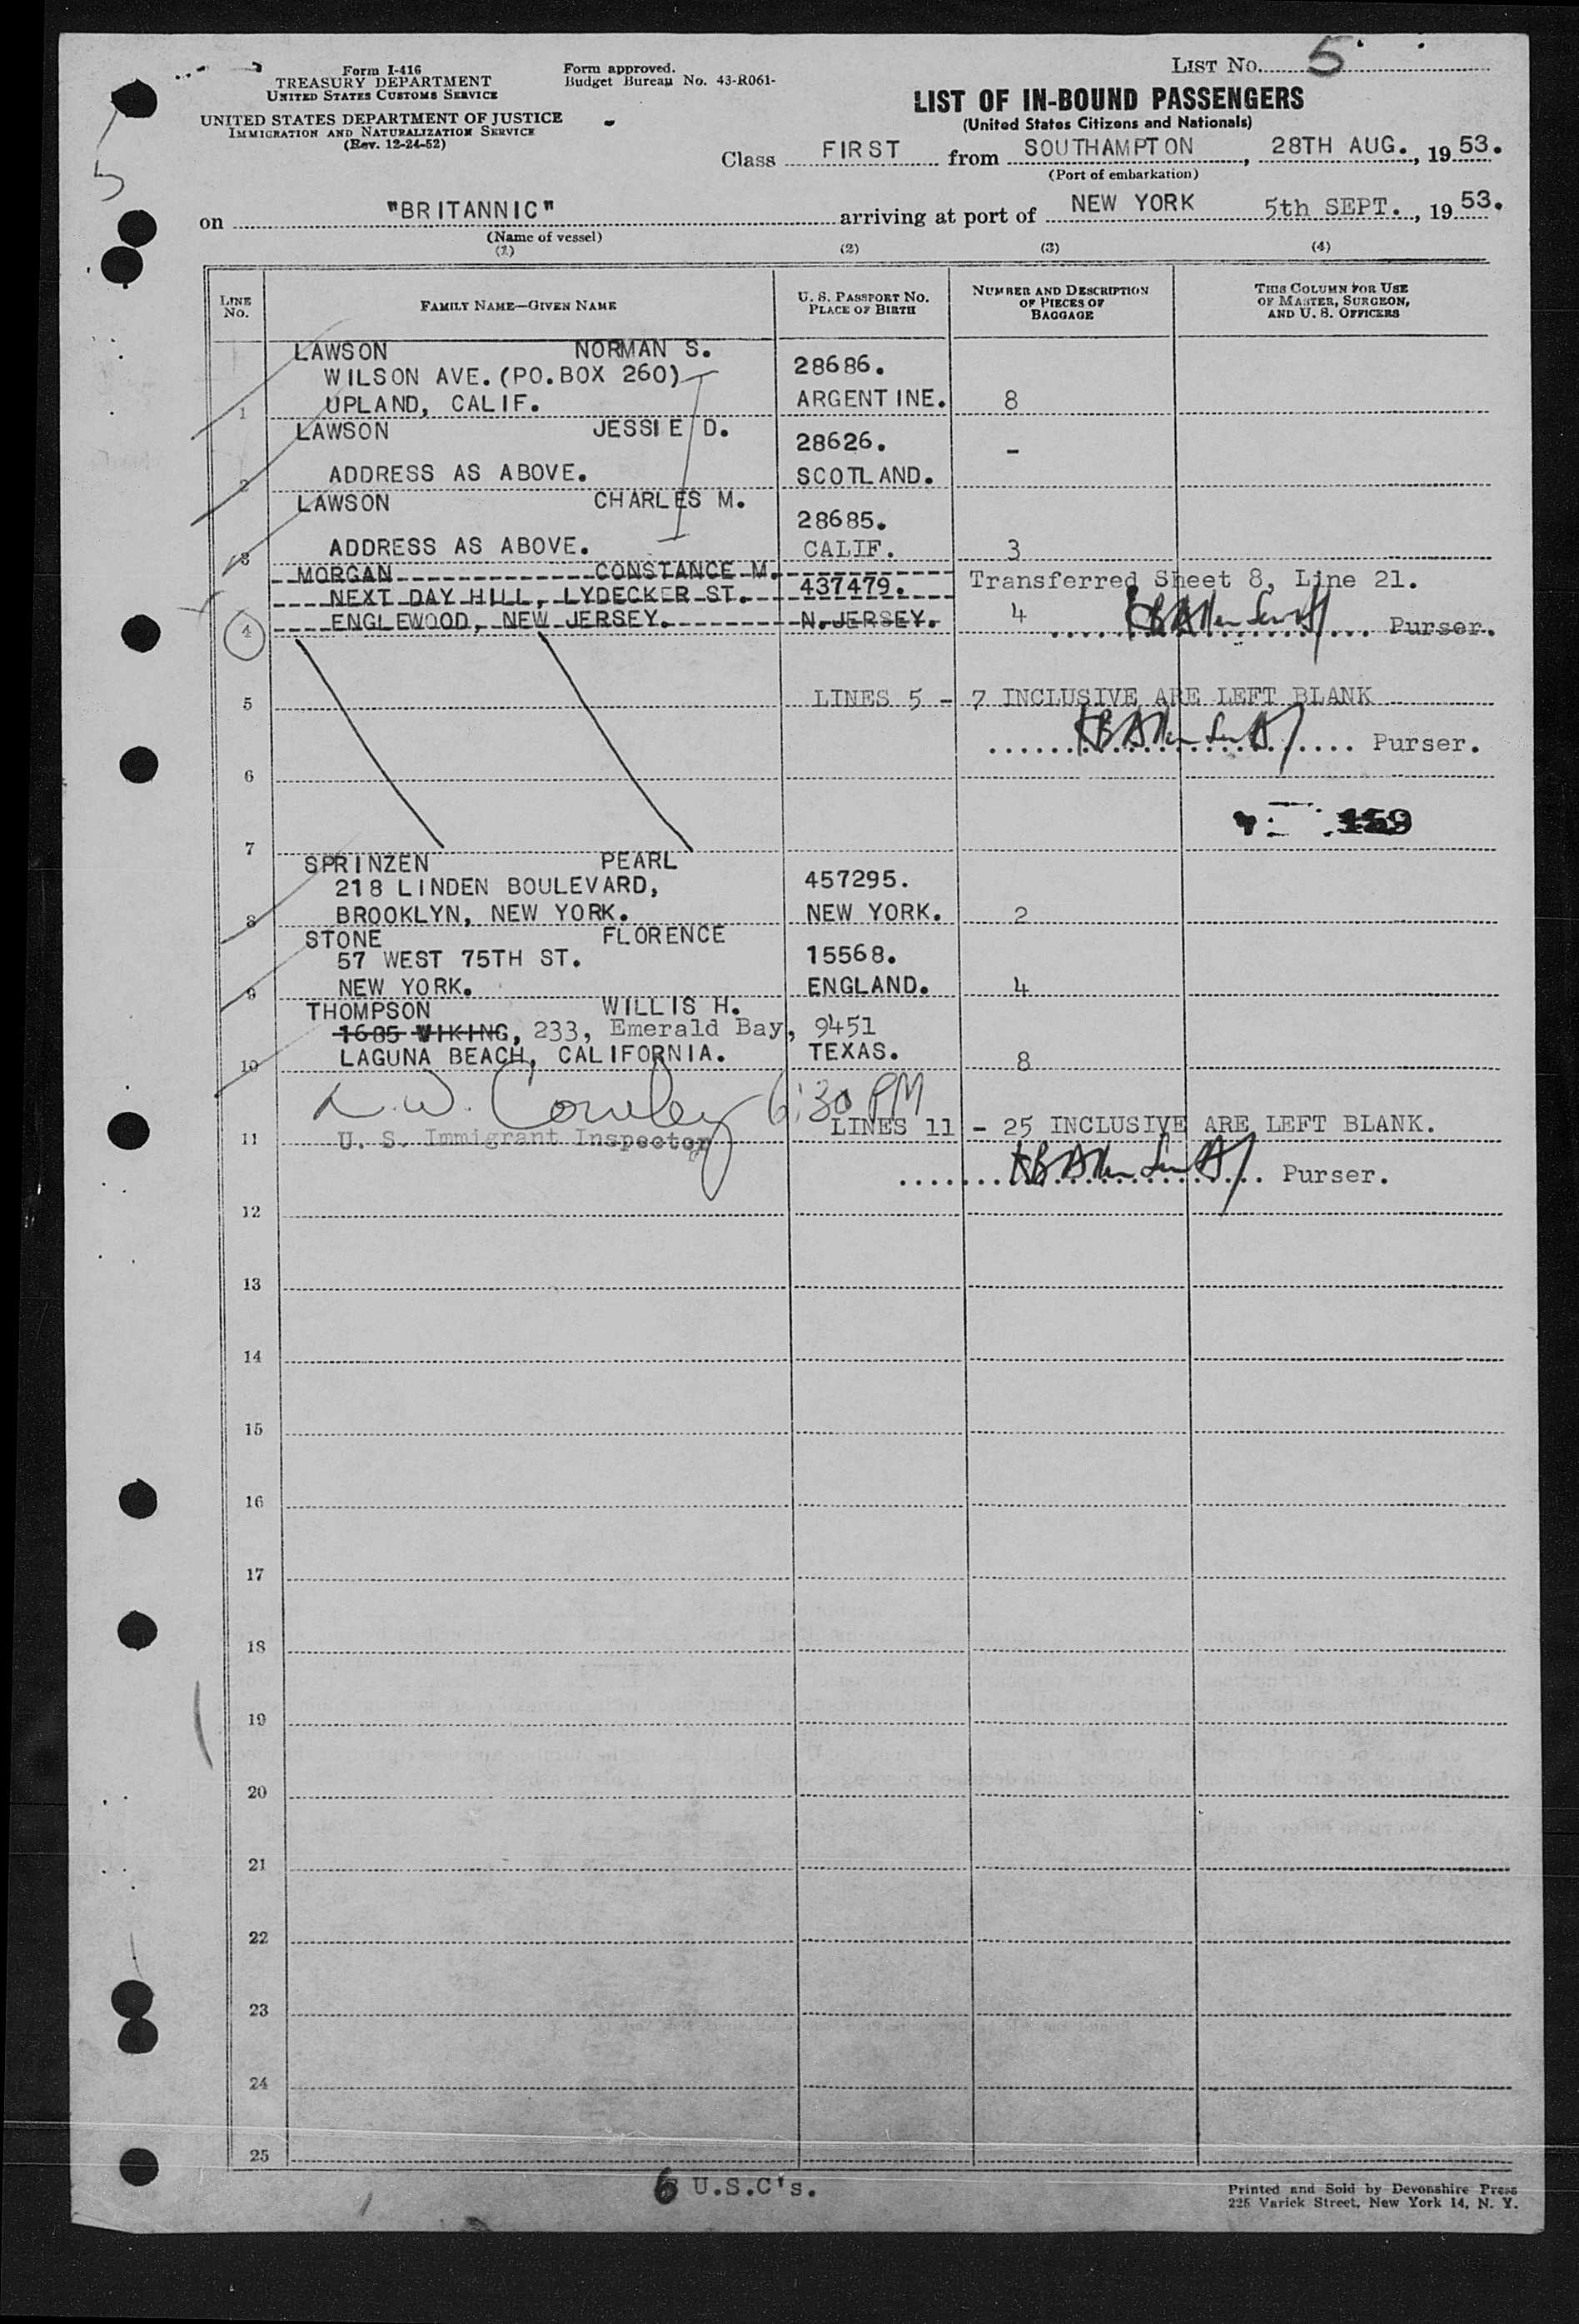 5
Form I-416
TREASURY DEPARTMENT
UNITED STATES CUSTOMS SERVICE
UNITED STATES DEPARTMENT OF JUSTICE
IMMIGRATION AND NATURALIZATION SERVICE
(Rev. 12-24-52)
Form approved.
Budget Bureau No. 43-R061-
LIST NO. 5
LIST OF IN-BOUND PASSENGERS
(United States Citizens and Nationals)
Class FIRST from SOUTHAMPTON, 28TH AUG., 1953.
(Port of embarkation)
on "BRITANNIC" arriving at port of NEW YORK 5th SEPT., 1953.
(Name of vessel)
(1) (2) (3) (4)
LINE NO.
FAMILY NAME—GIVEN NAME
U. S. PASSPORT NO.
PLACE OF BIRTH
NUMBER AND DESCRIPTION
OF PIECES OF
BAGGAGE
THIS COLUMN FOR USE
OF MASTER, SURGEON,
AND U. S. OFFICERS
LAWSON NORMAN S.
WILSON AVE. (PO.BOX 260) 28686.
1 UPLAND, CALIF. ARGENTINE. 8
LAWSON JESSIE D. 28626. -
2 ADDRESS AS ABOVE. SCOTLAND.
LAWSON CHARLES M. 28685.
3 ADDRESS AS ABOVE. CALIF. 3
MORGAN CONSTANCE M. Transferred Sheet 8, Line 21.
NEXT DAY HILL, LYDECKER ST. 437479.
4 ENGLEWOOD, NEW JERSEY. N.JERSEY. 4 Purser.
5 LINES 5 - 7 INCLUSIVE ARE LEFT BLANK
Purser.
6
159
7
SPRINZEN PEARL
218 LINDEN BOULEVARD, 457295.
8 BROOKLYN, NEW YORK. NEW YORK. 2
STONE FLORENCE
57 WEST 75TH ST. 15568.
9 NEW YORK. ENGLAND. 4
THOMPSON WILLIS H.
1685 VIKING, 233, Emerald Bay, 9451
10 LAGUNA BEACH, CALIFORNIA. TEXAS. 8
6:30 PM
11 U. S. Immigrant Inspector LINES 11 - 25 INCLUSIVE ARE LEFT BLANK.
Purser.
12
13
14
15
16
17
18
19
20
21
22
23
24
25
6 U.S.C's.
Printed and Sold by Devonshire Press
225 Varick Street, New York 14, N. Y.